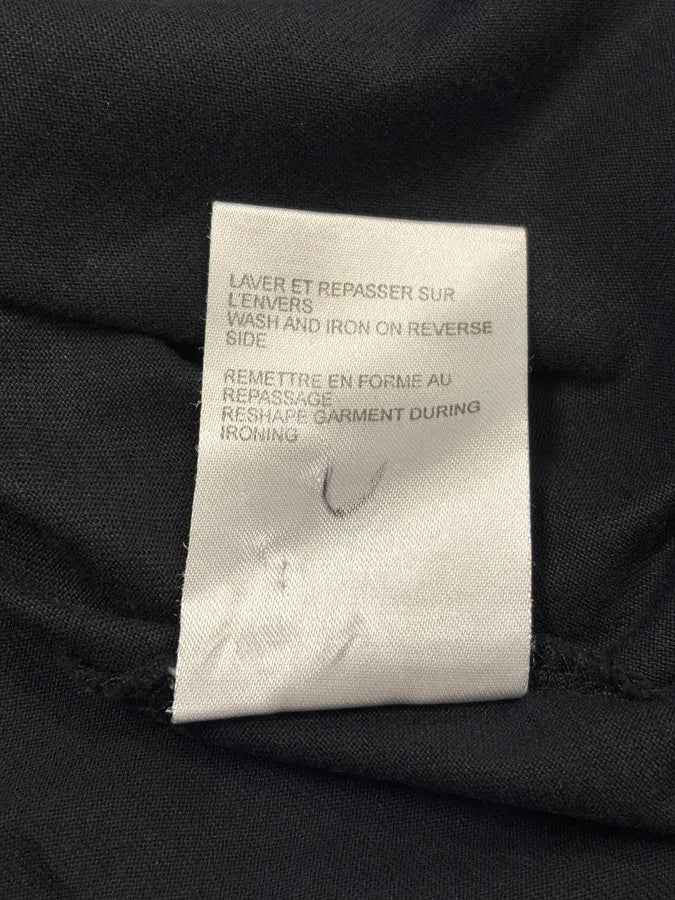 LAVER ET REPASSER SUR
L'ENVERS
WASH AND IRON ON REVERSE
SIDE
REMETTRE EN FORME AU
REPASSAGE
RESHAPE GARMENT DURING
IRONING